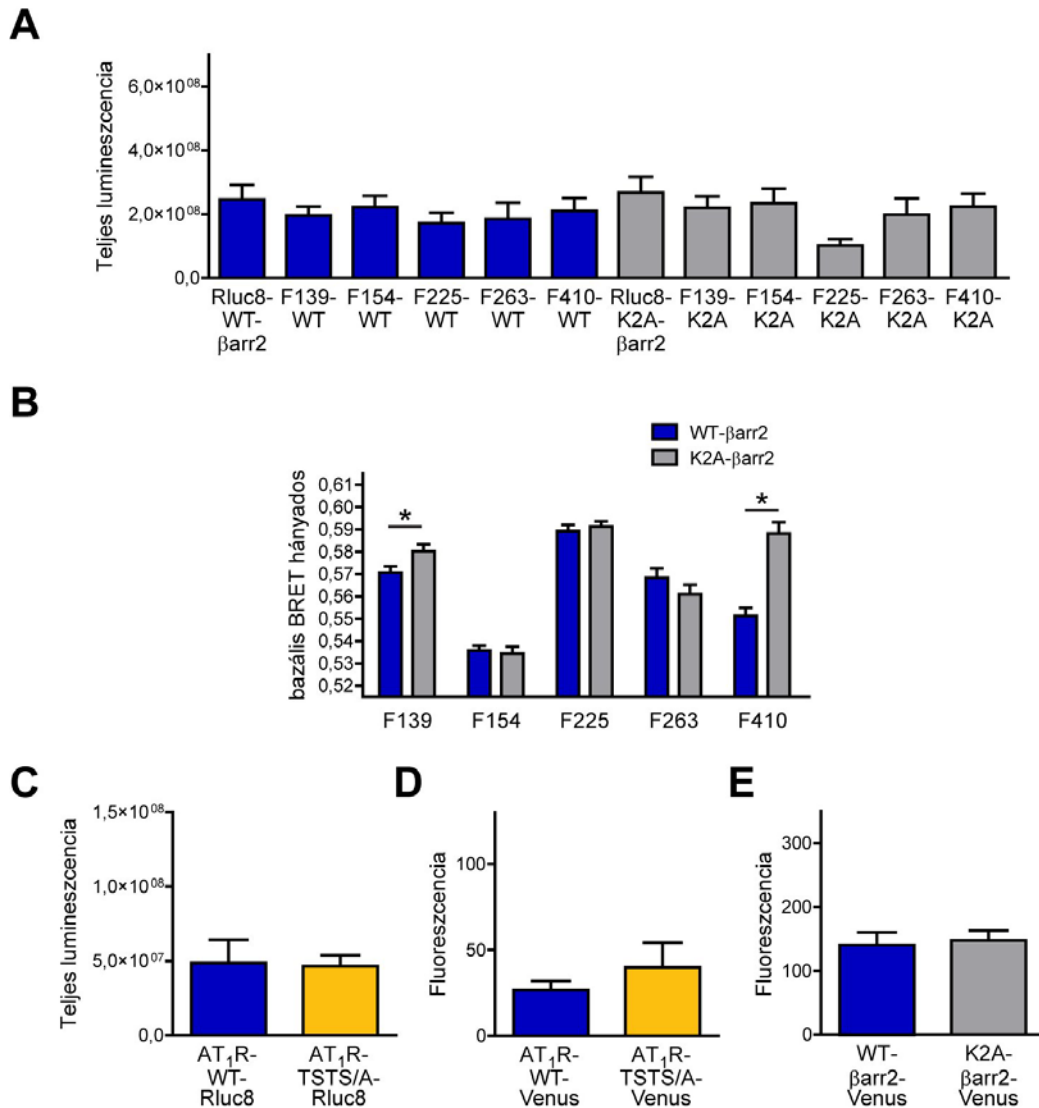 A
Teljes lumineszcencia
6,0×10⁰⁸
4,0×10⁰⁸
2,0×10⁰⁸
0,0
Rluc8-WT-βarr2
F139-WT
F154-WT
F225-WT
F263-WT
F410-WT
Rluc8-K2A-βarr2
F139-K2A
F154-K2A
F225-K2A
F263-K2A
F410-K2A
B
WT-βarr2
K2A-βarr2
bazális BRET hányados
0,61
0,60
0,59
0,58
0,57
0,56
0,55
0,54
0,53
0,52
*
*
F139
F154
F225
F263
F410
C
Teljes lumineszcencia
1,5×10⁰⁸
1,0×10⁰⁸
5,0×10⁰⁷
0,0
AT₁R-WT-Rluc8
AT₁R-TSTS/A-Rluc8
D
Fluoreszcencia
100
50
0
AT₁R-WT-Venus
AT₁R-TSTS/A-Venus
E
Fluoreszcencia
300
200
100
0
WT-βarr2-Venus
K2A-βarr2-Venus